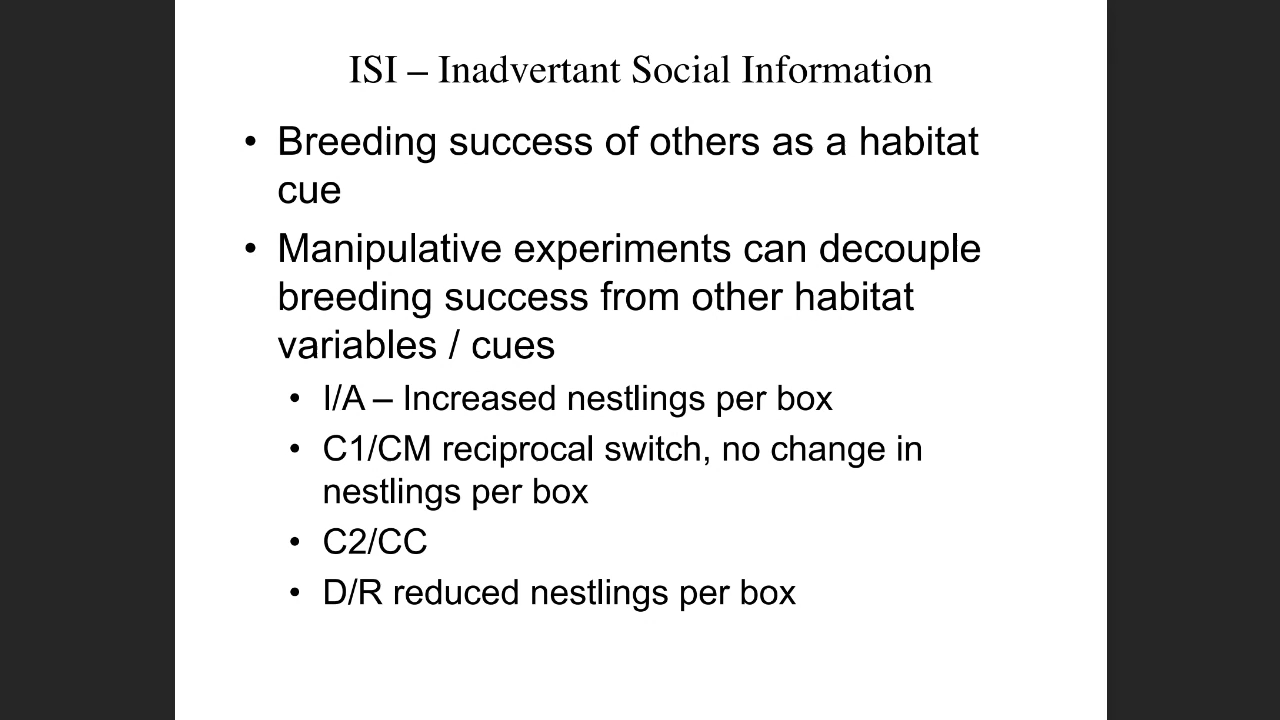 ISI – Inadvertant Social Information
• Breeding success of others as a habitat
cue
• Manipulative experiments can decouple
breeding success from other habitat
variables / cues
• I/A – Increased nestlings per box
• C1/CM reciprocal switch, no change in
nestlings per box
• C2/CC
• D/R reduced nestlings per box